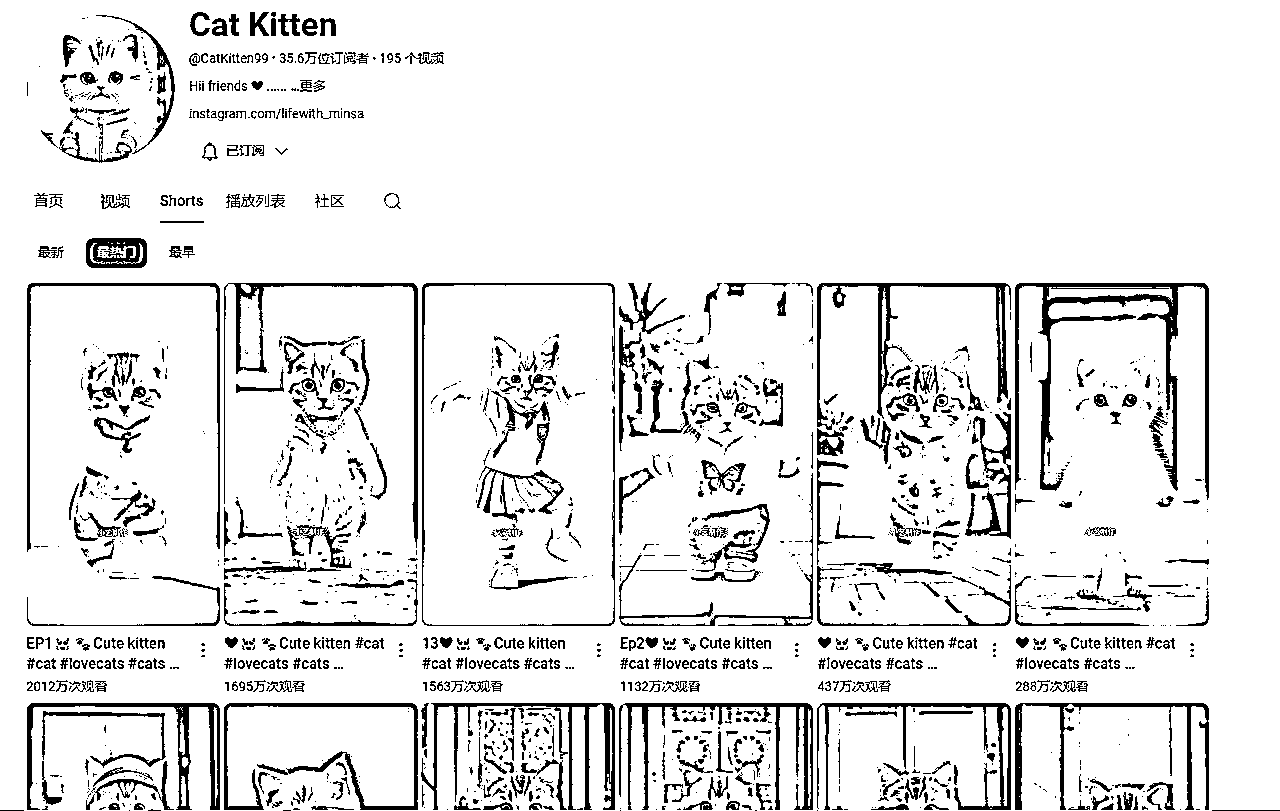 Cat Kitten
@CatKitten99 · 35.6万位订阅者 · 195 个视频
Hii friends ♥ ...... ...更多
instagram.com/lifewith_minsa
已订阅
首页 视频 Shorts 播放列表 社区
最新 最热门 最早
EP1 🐱 🐾 Cute kitten #cat #lovecats #cats ...
2012万次观看
♥ 🐱 🐾 Cute kitten #cat #lovecats #cats ...
1695万次观看
13♥ 🐱 🐾 Cute kitten #cat #lovecats #cats ...
1563万次观看
Ep2♥ 🐱 🐾 Cute kitten #cat #lovecats #cats ...
1132万次观看
♥ 🐱 🐾 Cute kitten #cat #lovecats #cats ...
437万次观看
♥ 🐱 🐾 Cute kitten #cat #lovecats #cats ...
288万次观看